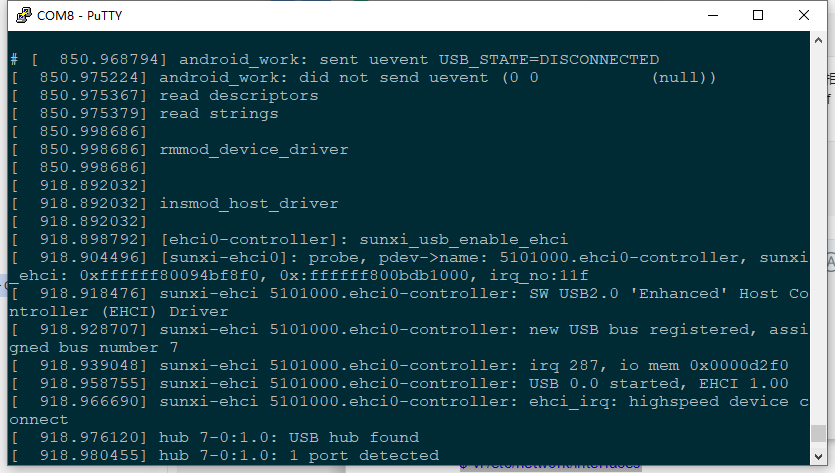 COM8 - PuTTY
# [  850.968794] android_work: sent uevent USB_STATE=DISCONNECTED
[  850.975224] android_work: did not send uevent (0 0           (null))
[  850.975367] read descriptors
[  850.975379] read strings
[  850.998686]
[  850.998686] rmmod_device_driver
[  850.998686]
[  918.892032]
[  918.892032] insmod_host_driver
[  918.892032]
[  918.898792] [ehci0-controller]: sunxi_usb_enable_ehci
[  918.904496] [sunxi-ehci0]: probe, pdev->name: 5101000.ehci0-controller, sunxi
_ehci: 0xffffff80094bf8f0, 0x:ffffff800bdb1000, irq_no:11f
[  918.918476] sunxi-ehci 5101000.ehci0-controller: SW USB2.0 'Enhanced' Host Co
ntroller (EHCI) Driver
[  918.928707] sunxi-ehci 5101000.ehci0-controller: new USB bus registered, assi
gned bus number 7
[  918.939048] sunxi-ehci 5101000.ehci0-controller: irq 287, io mem 0x0000d2f0
[  918.958755] sunxi-ehci 5101000.ehci0-controller: USB 0.0 started, EHCI 1.00
[  918.966690] sunxi-ehci 5101000.ehci0-controller: ehci_irq: highspeed device c
onnect
[  918.976120] hub 7-0:1.0: USB hub found
[  918.980455] hub 7-0:1.0: 1 port detected